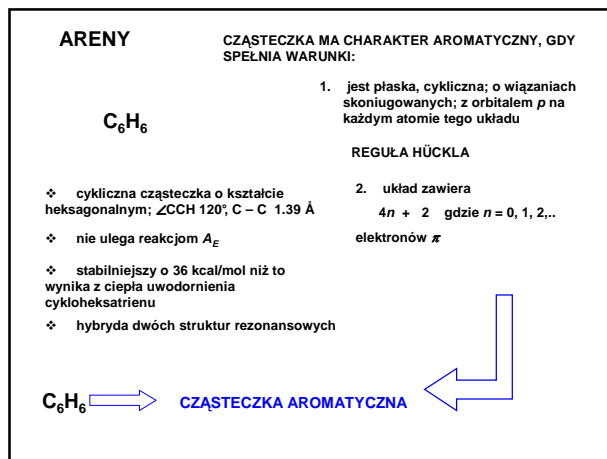 ARENY
CZĄSTECZKA MA CHARAKTER AROMATYCZNY, GDY
SPEŁNIA WARUNKI:
1. jest płaska, cykliczna; o wiązaniach
skoniugowanych; z orbitalem p na
każdym atomie tego układu
C₆H₆
REGUŁA HÜCKLA
❖ cykliczna cząsteczka o kształcie
heksagonalnym; ∠CCH 120°, C – C 1.39 Å
❖ nie ulega reakcjom A_E
❖ stabilniejszy o 36 kcal/mol niż to
wynika z ciepła uwodornienia
cykloheksatrienu
❖ hybryda dwóch struktur rezonansowych
2. układ zawiera
4n + 2 gdzie n = 0, 1, 2,..
elektronów π
C₆H₆ CZĄSTECZKA AROMATYCZNA